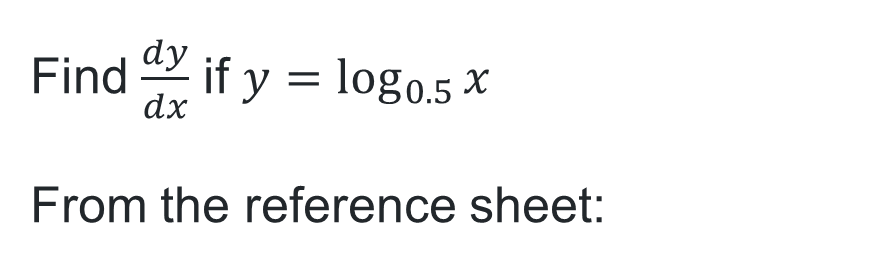 Find dy/dx if y = log₀.₅ x
From the reference sheet: